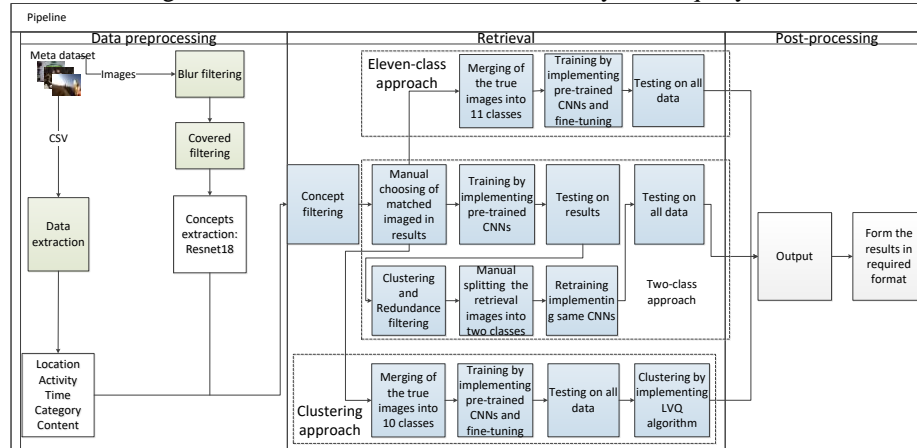 Pipeline
Data preprocessing
Retrieval
Post-processing
Meta dataset
Images
CSV
Blur filtering
Covered
filtering
Data
extraction
Concepts
extraction:
Resnet18
Location
Activity
Time
Category
Content
Concept
filtering
Eleven-class
approach
Merging of
the true
images into
11 classes
Training by
implementing
pre-trained
CNNs and
fine-tuning
Testing on all
data
Manual
choosing of
matched
imaged in
results
Training by
implementing
pre-trained
CNNs
Testing on
results
Testing on
all data
Clustering
and
Redundance
filtering
Manual
splitting the
retrieval
images into
two classes
Retraining
implementin
g same CNNs
Two-class
approach
Clustering
approach
Merging of
the true
images into
10 classes
Training by
implementing
pre-trained
CNNs and
fine-tuning
Testing on all
data
Clustering by
implementing
LVQ
algorithm
Output
Form the
results in
required
format